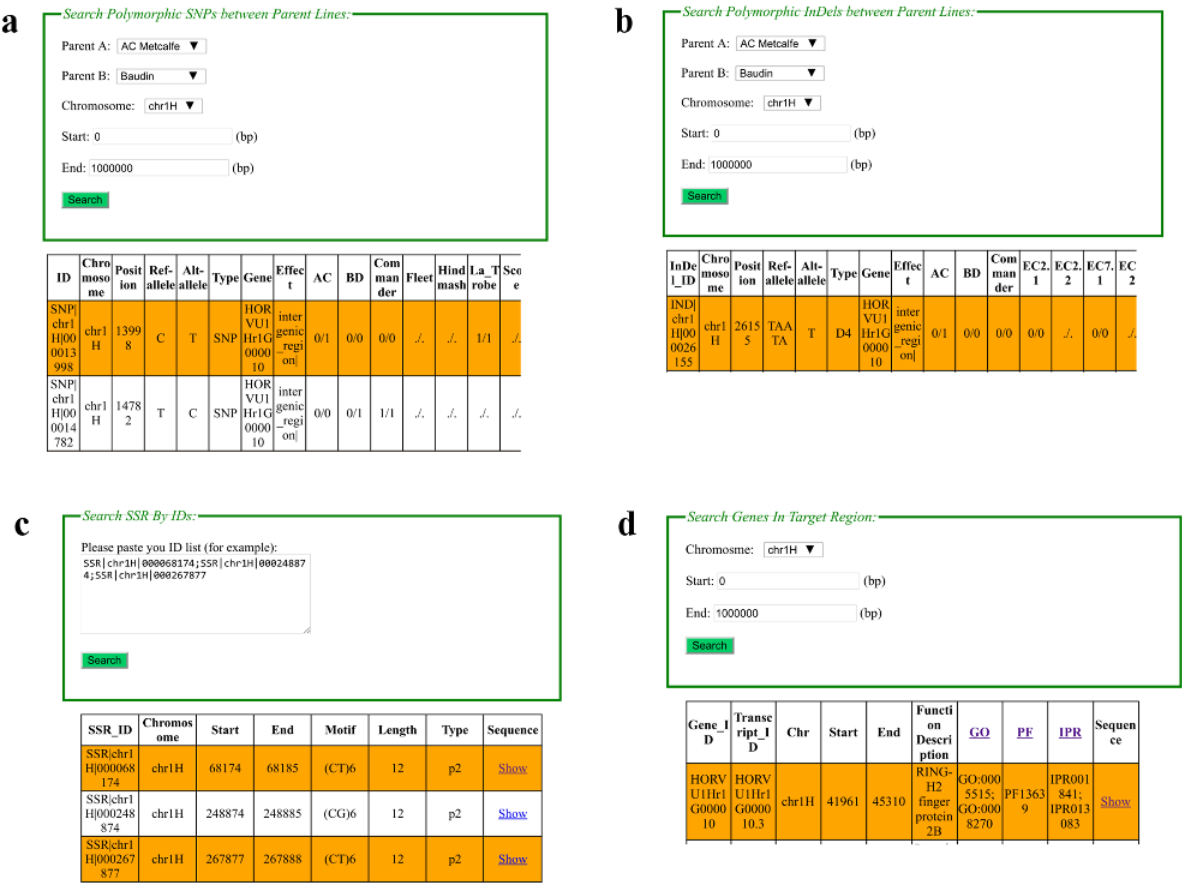 a
Search Polymorphic SNPs between Parent Lines:
Parent A: AC Metcalfe ▼
Parent B: Baudin ▼
Chromosome: chr1H ▼
Start: 0 (bp)
End: 1000000 (bp)
Search
ID Chromosome Position Ref-allele Alt-allele Type Gene Effect AC BD Commander Fleet Hindmash La_Trobe Scope
SNP|chr1H|000013998 chr1H 13998 C T SNP HORVU1Hr1G000010 intergenic_region| 0/1 0/0 0/0 ./. ./. 1/1 ./.
SNP|chr1H|000014782 chr1H 14782 T C SNP HORVU1Hr1G000010 intergenic_region| 0/0 0/1 1/1 ./. ./. ./. ./.
b
Search Polymorphic InDels between Parent Lines:
Parent A: AC Metcalfe ▼
Parent B: Baudin ▼
Chromosome: chr1H ▼
Start: 0 (bp)
End: 1000000 (bp)
Search
InDel_ID Chromosome Position Ref-allele Alt-allele Type Gene Effect AC BD Commander EC2.1 EC2.2 EC7.1 EC 2
IND|chr1H|000026155 chr1H 26155 TAATA T D4 HORVU1Hr1G000010 intergenic_region| 0/1 0/0 0/0 0/0 ./. 0/0 ./.
c
Search SSR By IDs:
Please paste you ID list (for example):
SSR|chr1H|000068174;SSR|chr1H|00024887
4;SSR|chr1H|000267877
Search
SSR_ID Chromosome Start End Motif Length Type Sequence
SSR|chr1H|000068174 chr1H 68174 68185 (CT)6 12 p2 Show
SSR|chr1H|000248874 chr1H 248874 248885 (CG)6 12 p2 Show
SSR|chr1H|000267877 chr1H 267877 267888 (CT)6 12 p2 Show
d
Search Genes In Target Region:
Chromosme: chr1H ▼
Start: 0 (bp)
End: 1000000 (bp)
Search
Gene_ID Transcript_ID Chr Start End Function Description GO PF IPR Sequence
HORVU1Hr1G000010 HORVU1Hr1G000010.3 chr1H 41961 45310 RING-H2 finger protein 2B GO:0005515; GO:0008270 PF13639 IPR001841; IPR013083 Show